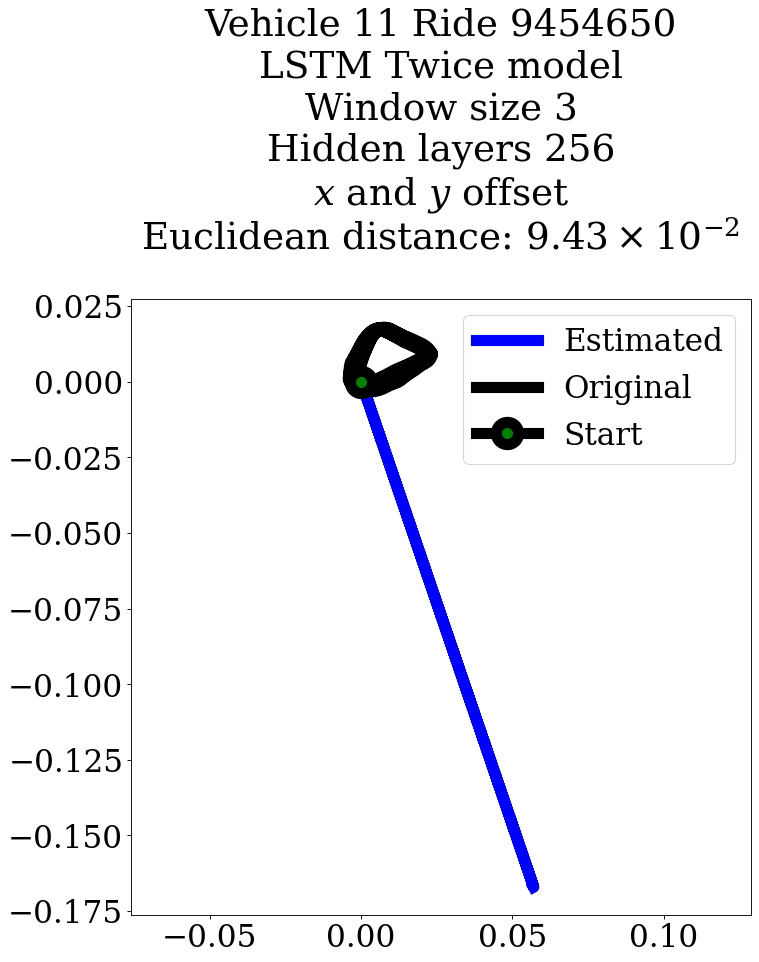 Vehicle 11 Ride 9454650
LSTM Twice model
Window size 3
Hidden layers 256
x and y offset
Euclidean distance: 9.43 × 10⁻²
0.025
0.000
−0.025
−0.050
−0.075
−0.100
−0.125
−0.150
−0.175
Estimated
Original
Start
−0.05 0.00 0.05 0.10